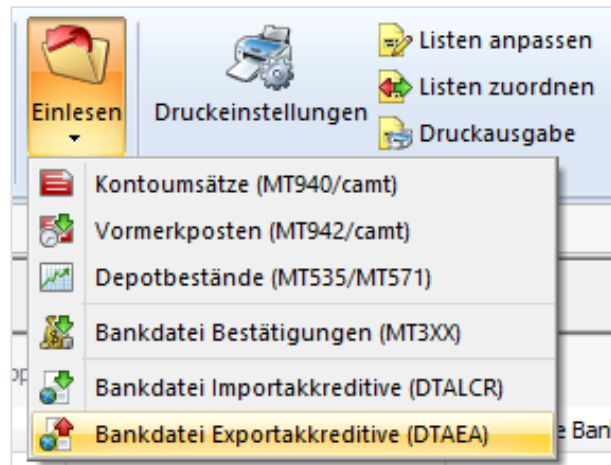 Einlesen
Druckeinstellungen
Listen anpassen
Listen zuordnen
Druckausgabe
Kontoumsätze (MT940/camt)
Vormerkposten (MT942/camt)
Depotbestände (MT535/MT571)
Bankdatei Bestätigungen (MT3XX)
Bankdatei Importakkreditive (DTALCR)
Bankdatei Exportakkreditive (DTAEA)
e Ban